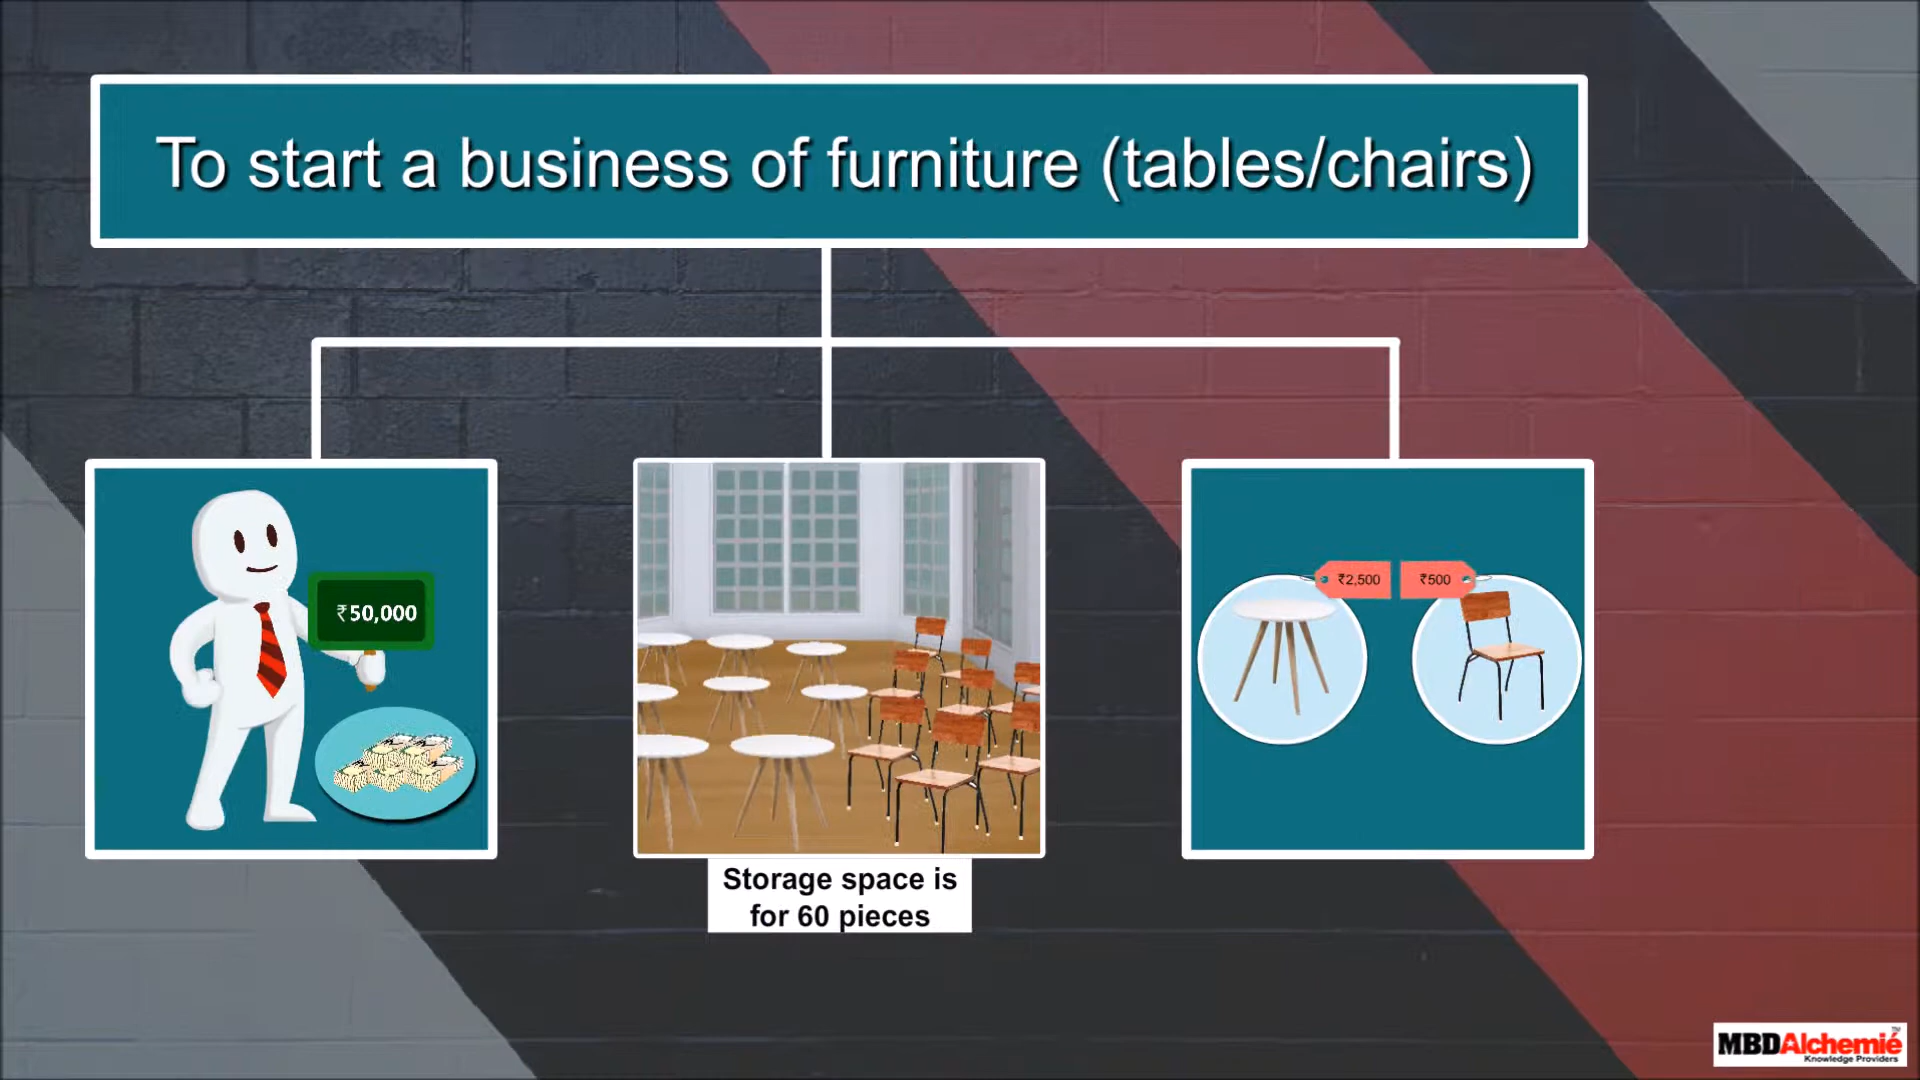 To start a business of furniture (tables/chairs)
₹50,000
₹2,500
₹500
Storage space is
for 60 pieces
MBDAlchemié™
Knowledge Providers